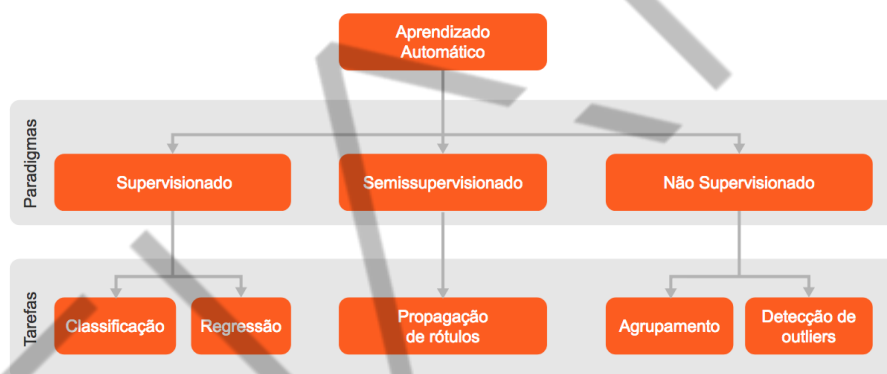 Aprendizado
Automático
Paradigmas
Supervisionado
Semissupervisionado
Não Supervisionado
Tarefas
Classificação
Regressão
Propagação
de rótulos
Agrupamento
Detecção de
outliers